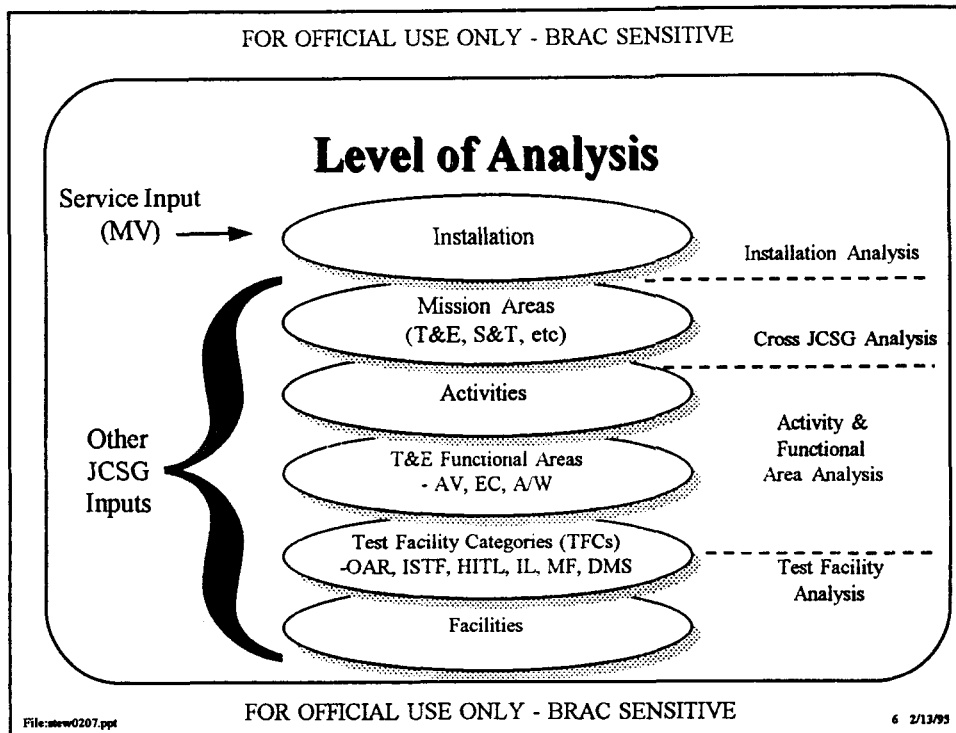 FOR OFFICIAL USE ONLY - BRAC SENSITIVE
Level of Analysis
Service Input
(MV)
Installation
Installation Analysis
Mission Areas
(T&E, S&T, etc)
Cross JCSG Analysis
Activities
Other
JCSG
Inputs
Activity &
Functional
Area Analysis
T&E Functional Areas
- AV, EC, A/W
Test Facility Categories (TFCs)
-OAR, ISTF, HITL, IL, MF, DMS
Test Facility
Analysis
Facilities
File:stew0207.ppt
FOR OFFICIAL USE ONLY - BRAC SENSITIVE
6 2/13/95